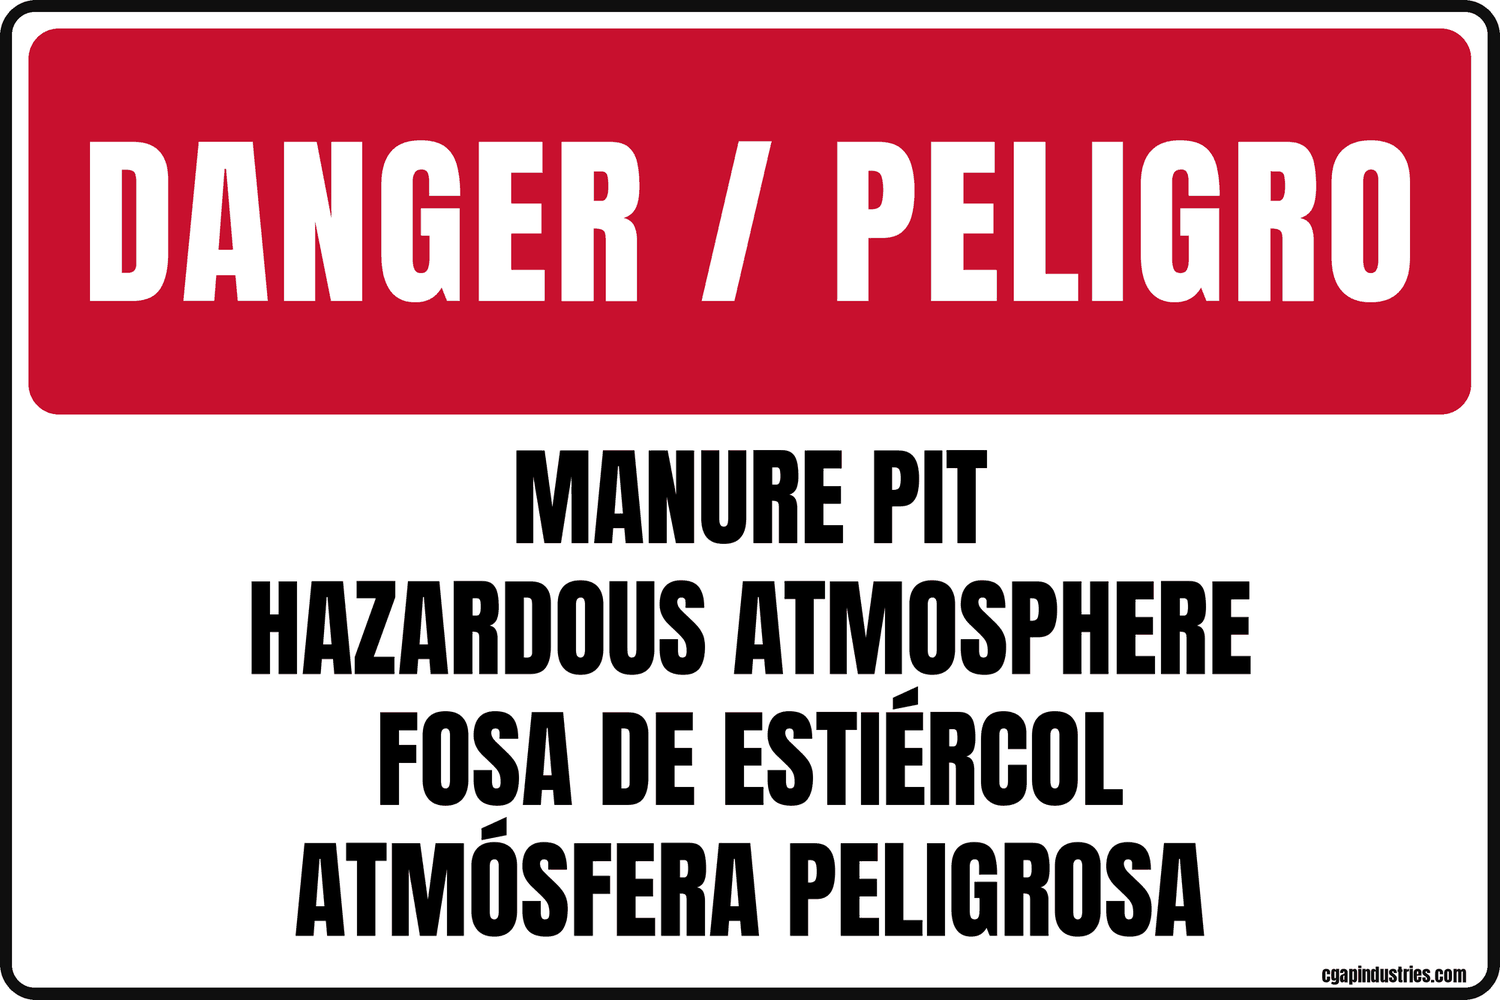 DANGER / PELIGRO
MANURE PIT
HAZARDOUS ATMOSPHERE
FOSA DE ESTIÉRCOL
ATMÓSFERA PELIGROSA
cgapindustries.com